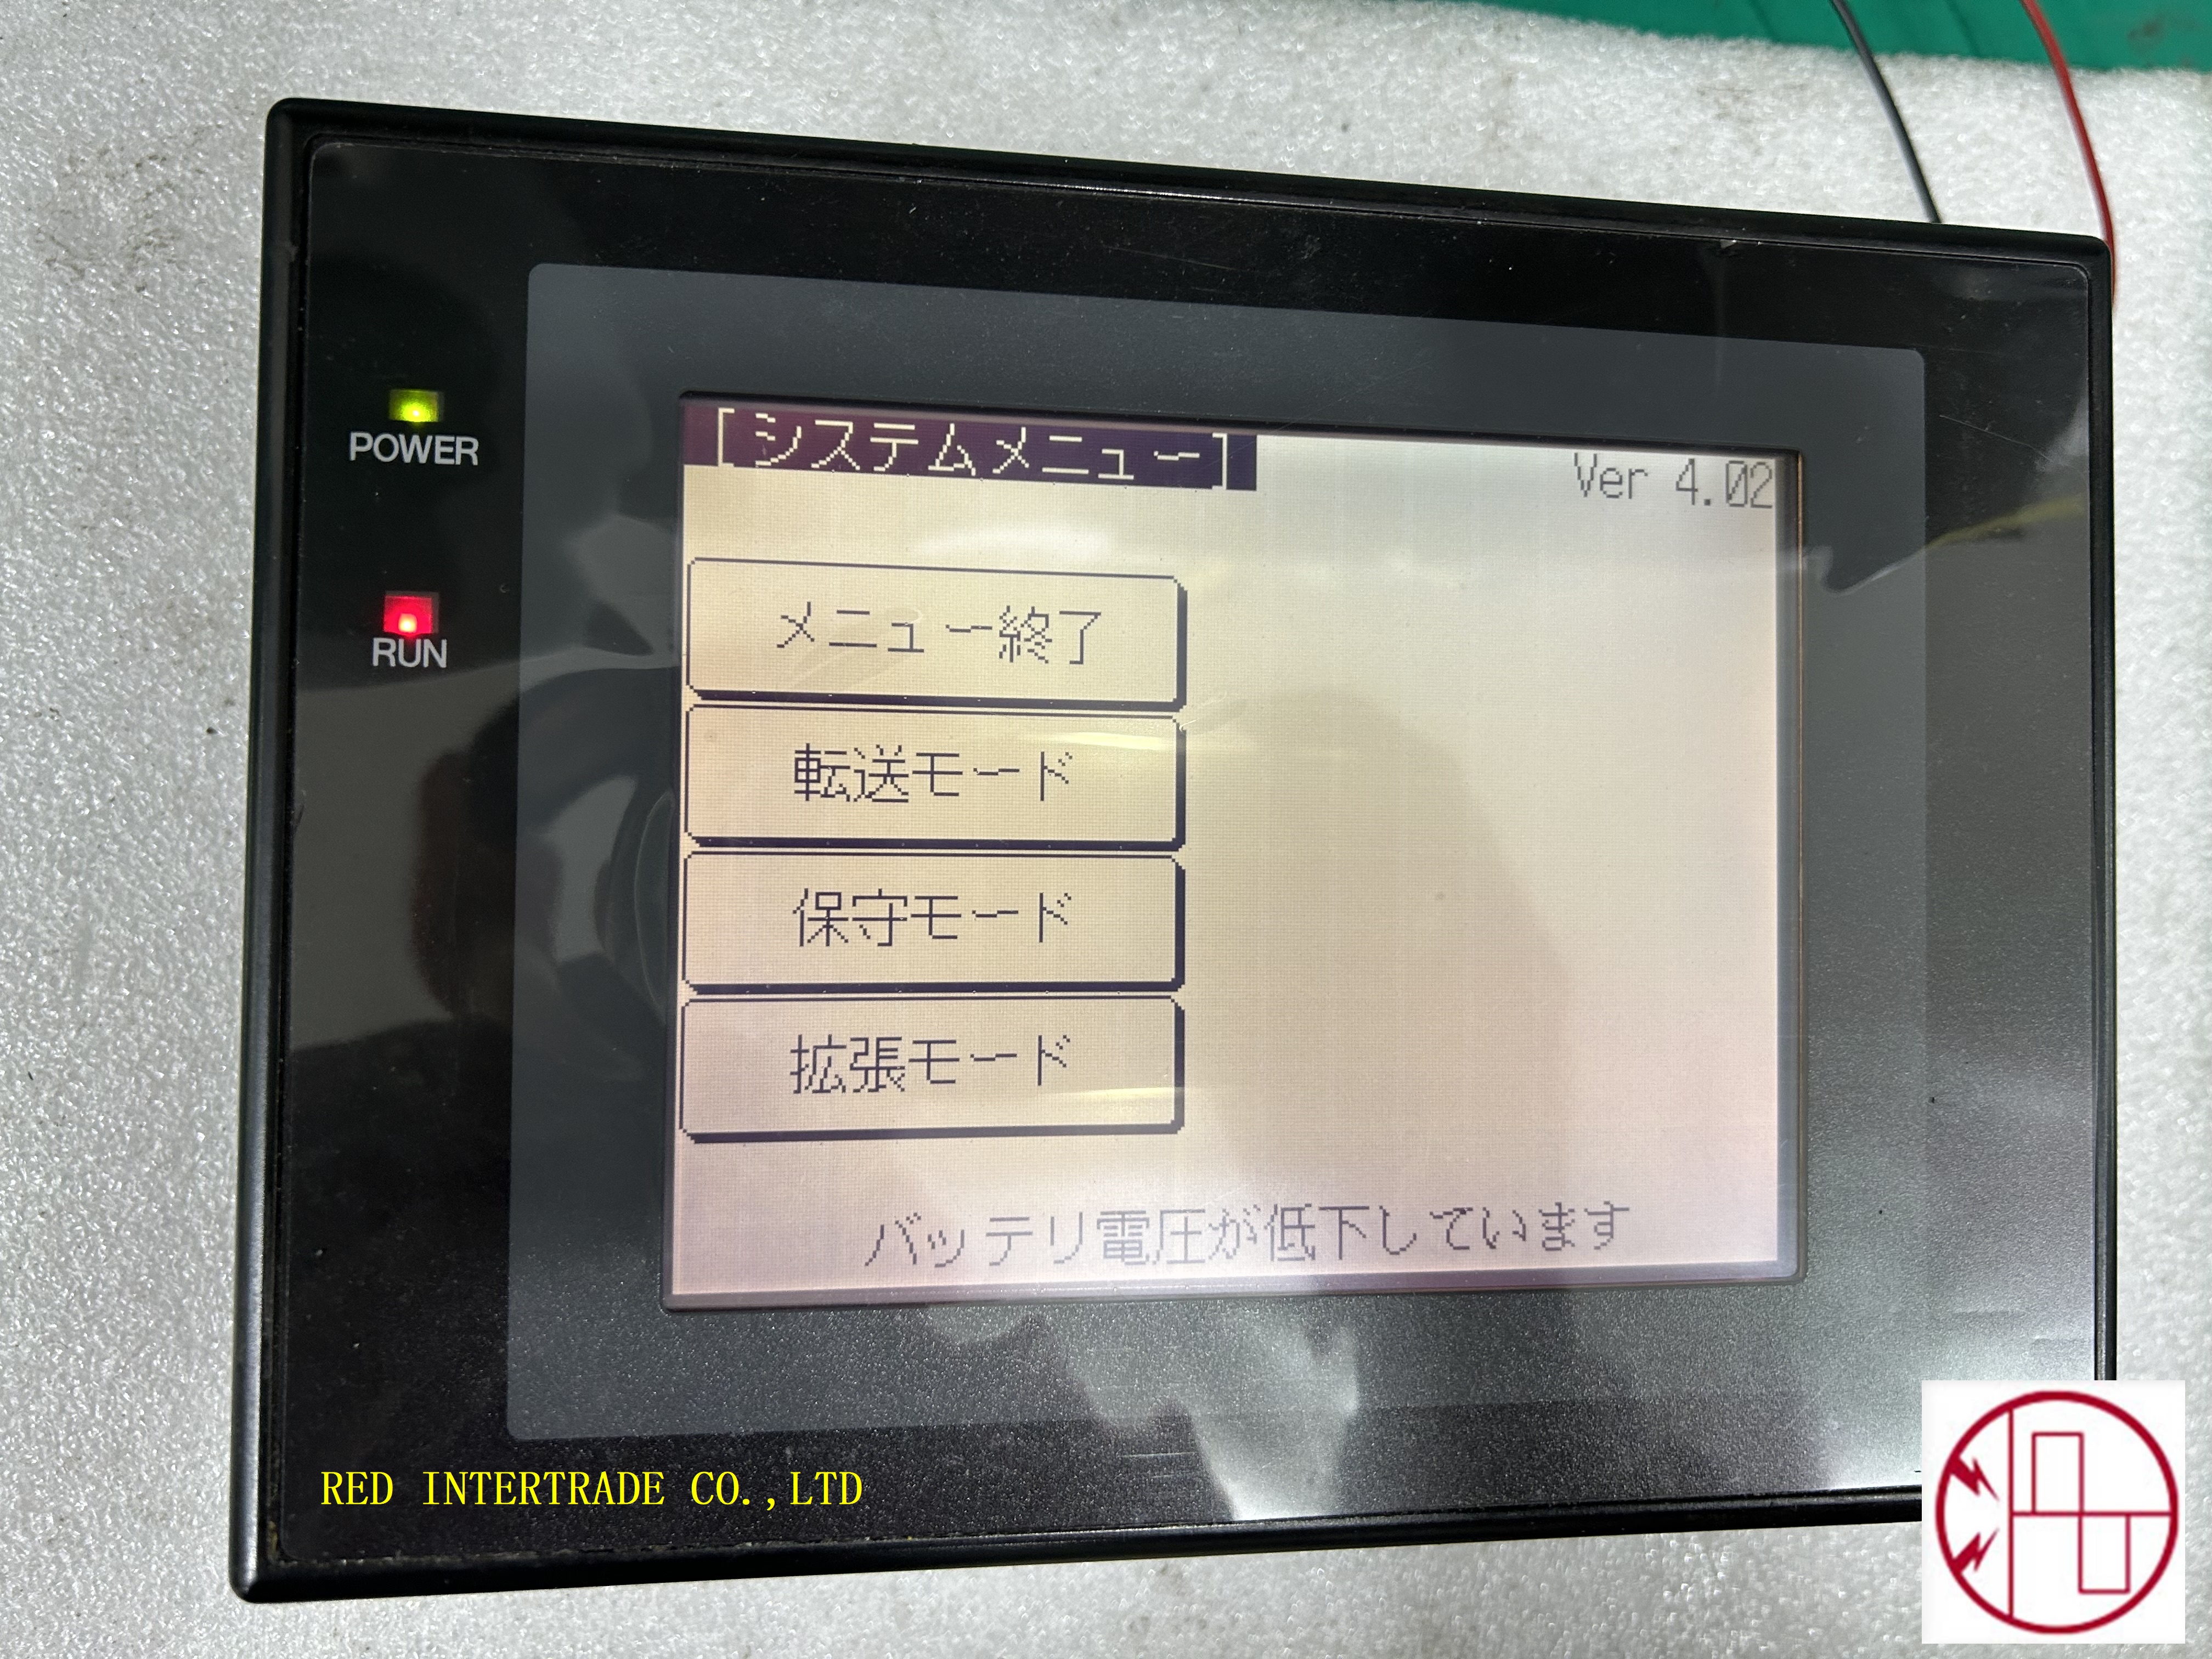 POWER
RUN
[システムメニュー]
Ver 4.02
メニュー終了
転送モード
保守モード
拡張モード
バッテリ電圧が低下しています
RED INTERTRADE CO.,LTD